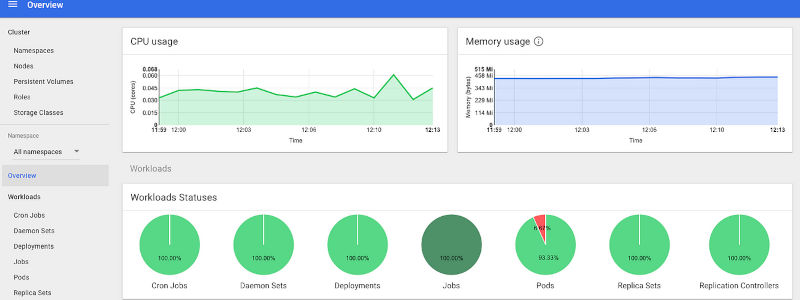 Overview
Cluster
Namespaces
Nodes
Persistent Volumes
Roles
Storage Classes
Namespace
All namespaces
Overview
Workloads
Cron Jobs
Daemon Sets
Deployments
Jobs
Pods
Replica Sets
CPU usage
CPU (cores)
0.068
0.060
0.045
0.030
0.015
0
11:59 12:00 12:03 12:06 12:10 12:13
Time
Memory usage
Memory (bytes)
515 Mi
458 Mi
343 Mi
229 Mi
114 Mi
0
11:59 12:00 12:03 12:06 12:10 12:13
Time
Workloads
Workloads Statuses
100.00% 100.00% 100.00% 100.00% 6.67% 93.33% 100.00% 100.00%
Cron Jobs Daemon Sets Deployments Jobs Pods Replica Sets Replication Controllers